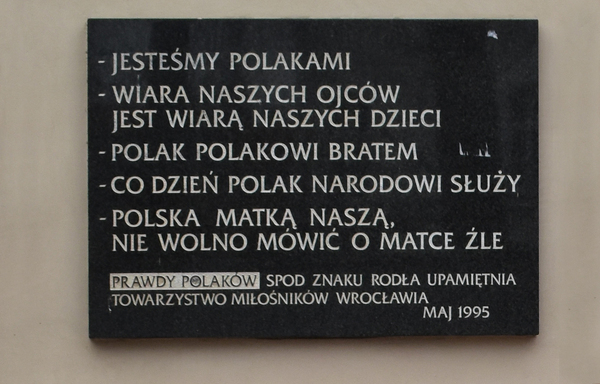 - JESTEŚMY POLAKAMI
- WIARA NASZYCH OJCÓW
JEST WIARĄ NASZYCH DZIECI
- POLAK POLAKOWI BRATEM
- CO DZIEŃ POLAK NARODOWI SŁUŻY
- POLSKA MATKĄ NASZĄ,
NIE WOLNO MÓWIĆ O MATCE ŹLE
PRAWDY POLAKÓW SPOD ZNAKU RODŁA UPAMIĘTNIA
TOWARZYSTWO MIŁOŚNIKÓW WROCŁAWIA
MAJ 1995